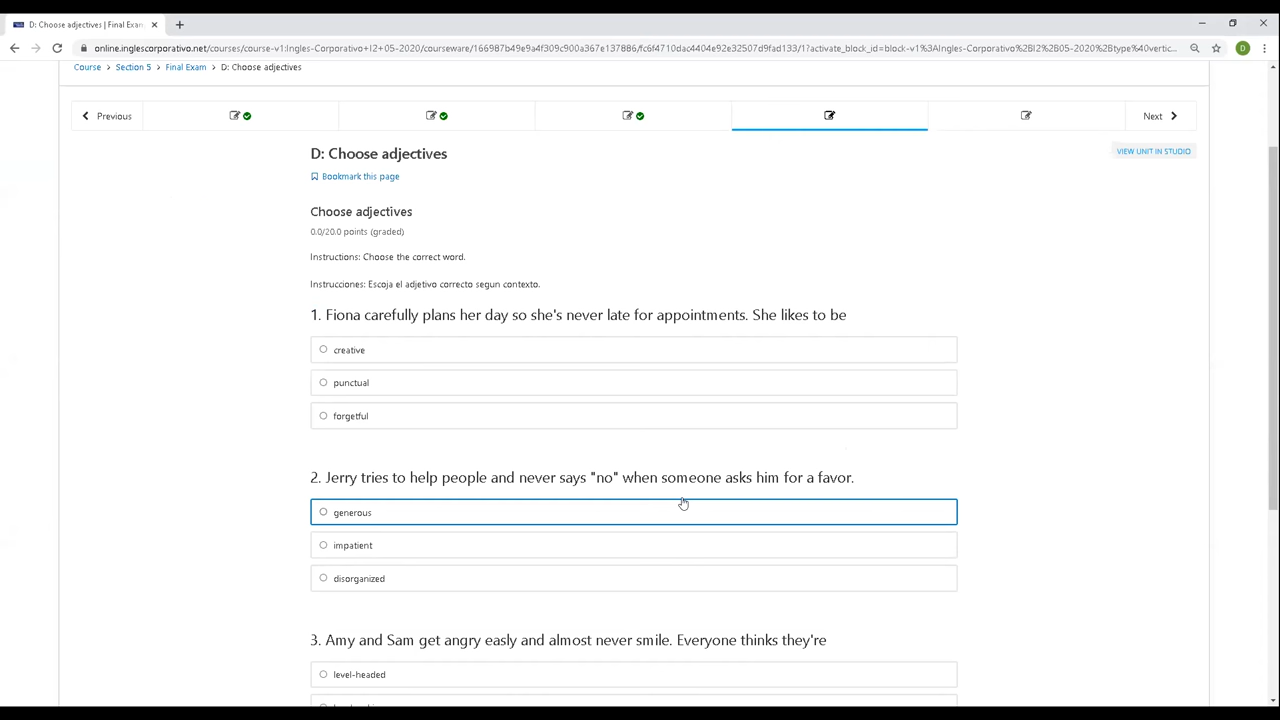 D: Choose adjectives | Final Exam
online.inglescorporativo.net/courses/course-v1:Ingles-Corporativo+I2+05-2020/courseware/166987b49e9a4f309c900a367e137886/fc6f4710dac4404e92e32507d9fad133/1?activate_block_id=block-v1%3AIngles-Corporativo%2BI2%2B05-2020%2Btype%40vertic...
D
Course > Section 5 > Final Exam > D: Choose adjectives
Previous
Next
D: Choose adjectives
VIEW UNIT IN STUDIO
Bookmark this page
Choose adjectives
0.0/20.0 points (graded)
Instructions: Choose the correct word.
Instrucciones: Escoja el adjetivo correcto segun contexto.
1. Fiona carefully plans her day so she's never late for appointments. She likes to be
creative
punctual
forgetful
2. Jerry tries to help people and never says "no" when someone asks him for a favor.
generous
impatient
disorganized
3. Amy and Sam get angry easly and almost never smile. Everyone thinks they're
level-headed